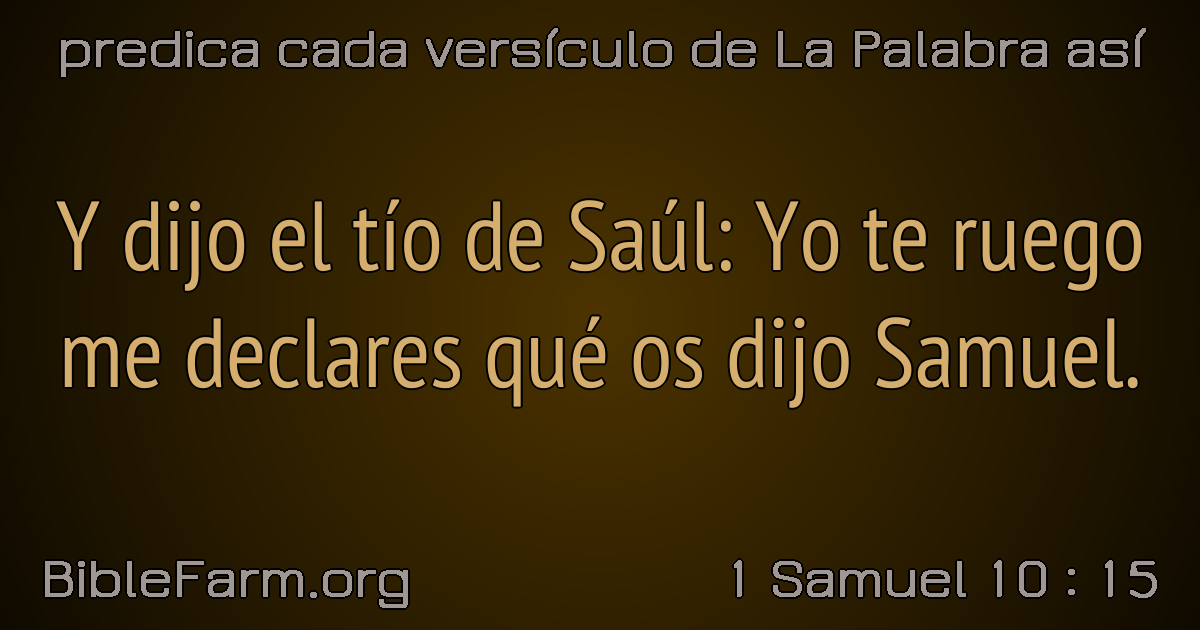 predica cada versículo de La Palabra así
Y dijo el tío de Saúl: Yo te ruego
me declares qué os dijo Samuel.
BibleFarm.org
1 Samuel 10 : 15